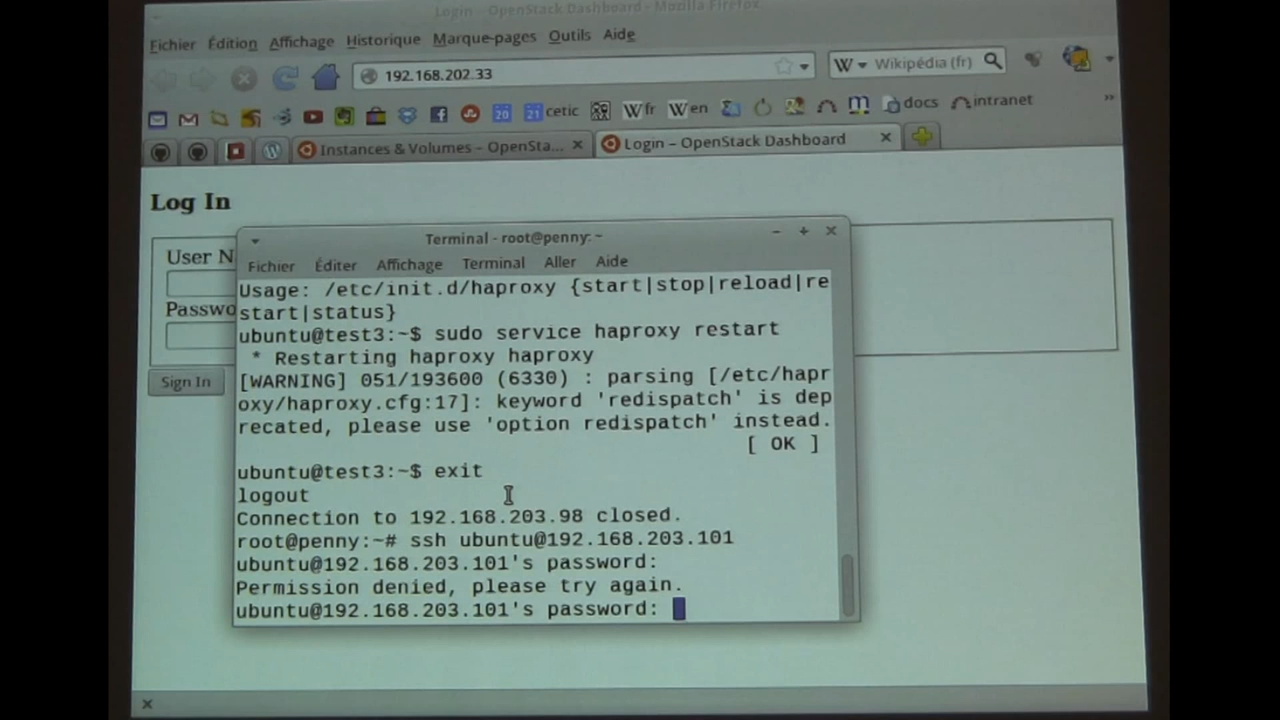 Login - OpenStack Dashboard - Mozilla Firefox
Fichier Édition Affichage Historique Marque-pages Outils Aide
192.168.202.33
W Wikipédia (fr)
20 21 cetic W fr W en docs intranet
Instances & Volumes - OpenSta... Login - OpenStack Dashboard
Log In
User N
Passwo
Sign In
Terminal - root@penny: ~
Fichier Éditer Affichage Terminal Aller Aide
Usage: /etc/init.d/haproxy {start|stop|reload|re
start|status}
ubuntu@test3:~$ sudo service haproxy restart
* Restarting haproxy haproxy
[WARNING] 051/193600 (6330) : parsing [/etc/hapr
oxy/haproxy.cfg:17]: keyword 'redispatch' is dep
recated, please use 'option redispatch' instead.
[ OK ]
ubuntu@test3:~$ exit
logout
Connection to 192.168.203.98 closed.
root@penny:~# ssh ubuntu@192.168.203.101
ubuntu@192.168.203.101's password:
Permission denied, please try again.
ubuntu@192.168.203.101's password: